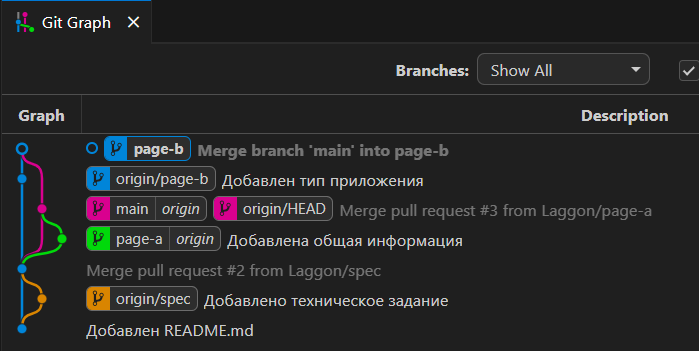 Git Graph
Branches: Show All
Graph Description
page-b Merge branch 'main' into page-b
origin/page-b Добавлен тип приложения
main origin origin/HEAD Merge pull request #3 from Laggon/page-a
page-a origin Добавлена общая информация
Merge pull request #2 from Laggon/spec
origin/spec Добавлено техническое задание
Добавлен README.md